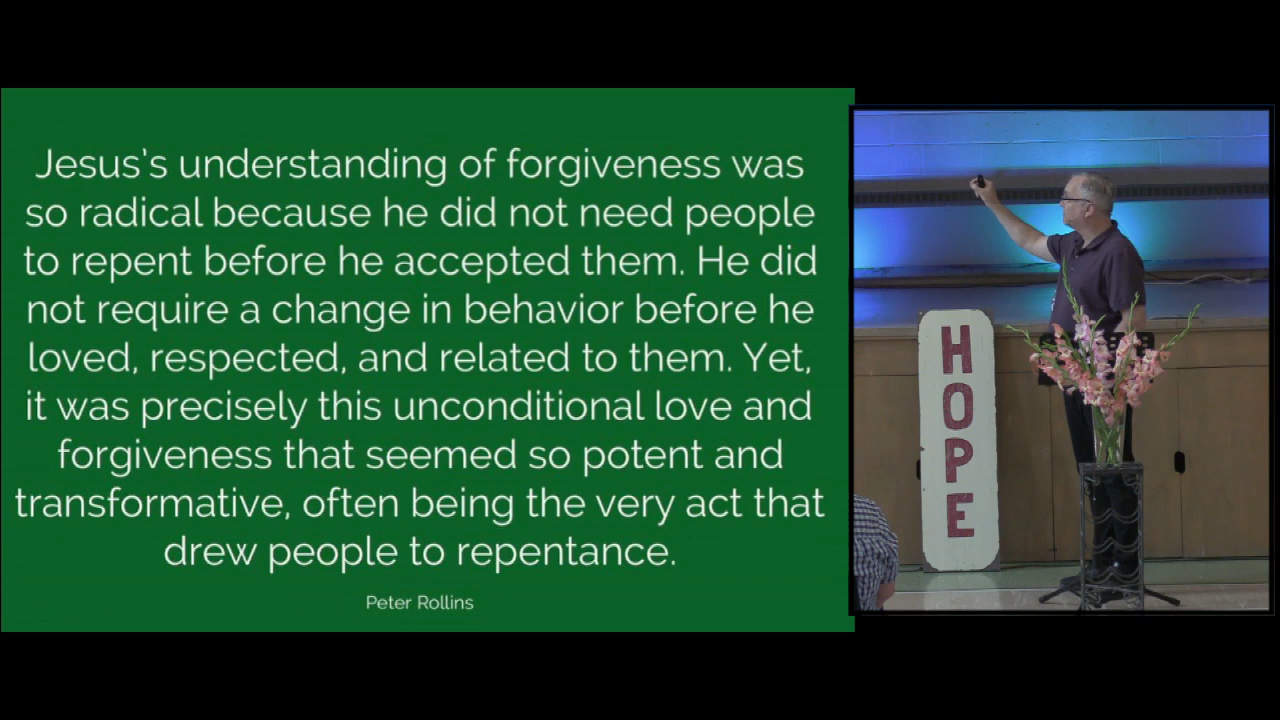 Jesus's understanding of forgiveness was
so radical because he did not need people
to repent before he accepted them. He did
not require a change in behavior before he
loved, respected, and related to them. Yet,
it was precisely this unconditional love and
forgiveness that seemed so potent and
transformative, often being the very act that
drew people to repentance.
Peter Rollins
HOPE